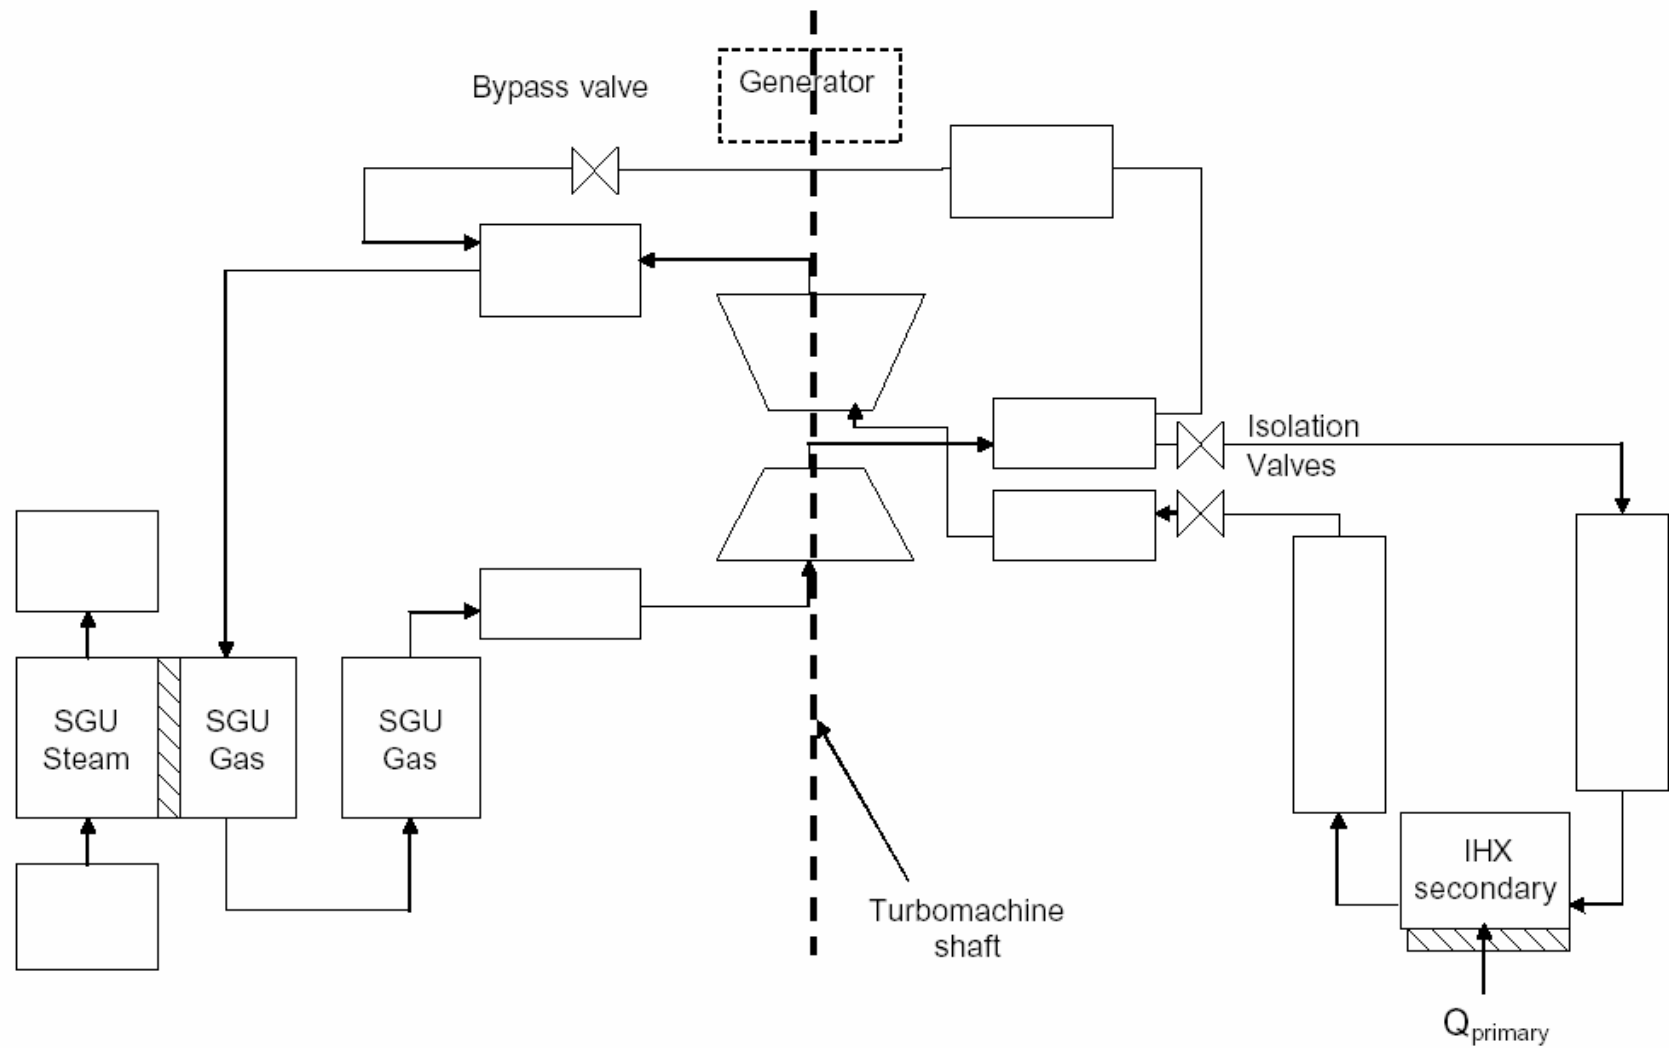 Generator
Bypass valve
Isolation
Valves
SGU
Steam
SGU
Gas
SGU
Gas
IHX
secondary
Turbomachine
shaft
Qprimary